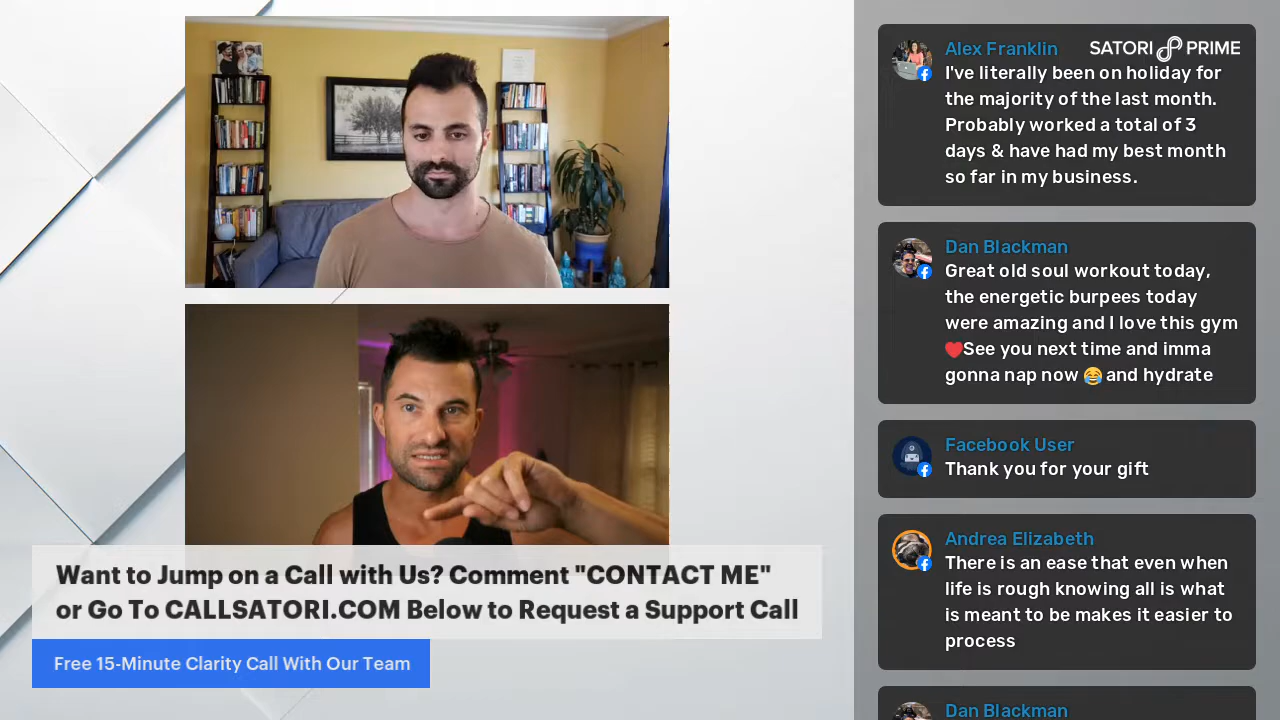 Want to Jump on a Call with Us? Comment "CONTACT ME"
or Go To CALLSATORI.COM Below to Request a Support Call
Free 15-Minute Clarity Call With Our Team
SATORI PRIME
Alex Franklin
I've literally been on holiday for
the majority of the last month.
Probably worked a total of 3
days & have had my best month
so far in my business.
Dan Blackman
Great old soul workout today,
the energetic burpees today
were amazing and I love this gym
❤️See you next time and imma
gonna nap now 😂 and hydrate
Facebook User
Thank you for your gift
Andrea Elizabeth
There is an ease that even when
life is rough knowing all is what
is meant to be makes it easier to
process
Dan Blackman